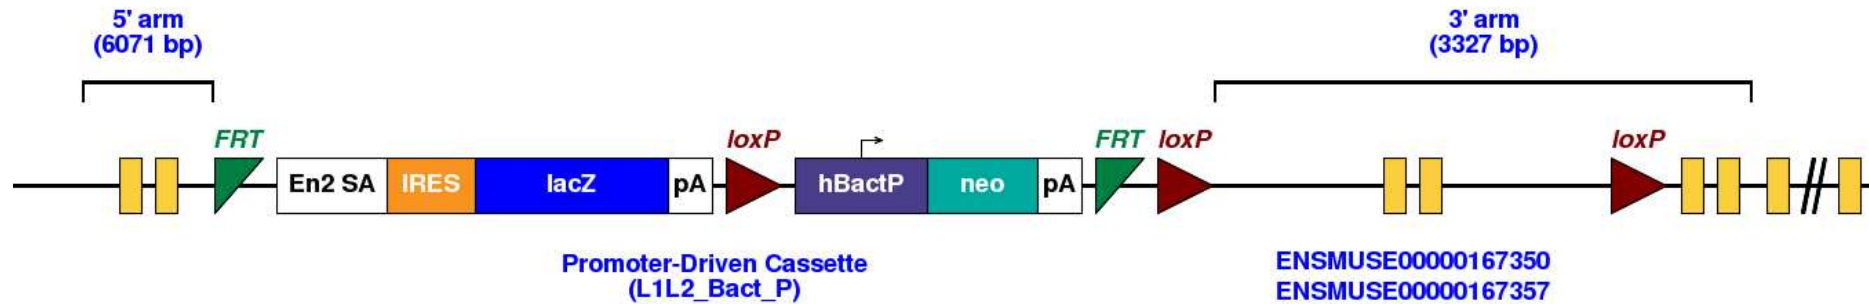 5' arm
(6071 bp)
3' arm
(3327 bp)
FRT
loxP
FRT
loxP
loxP
En2 SA
IRES
lacZ
pA
hBactP
neo
pA
Promoter-Driven Cassette
(L1L2_Bact_P)
ENSMUSE00000167350
ENSMUSE00000167357